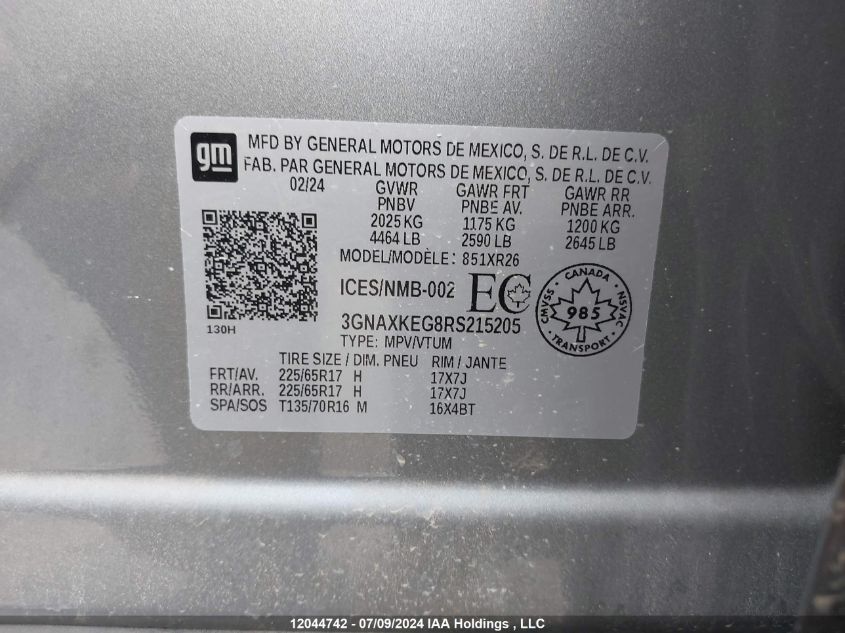 gm
MFD BY GENERAL MOTORS DE MEXICO, S. DE R.L. DE C.V.
FAB. PAR GENERAL MOTORS DE MEXICO, S. DE R.L. DE C.V.
02/24 GVWR GAWR FRT GAWR RR
PNBV PNBE AV. PNBE ARR.
2025 KG 1175 KG 1200 KG
4464 LB 2590 LB 2645 LB
MODEL/MODÈLE: 851XR26
ICES/NMB-002 EC
CANADA
CMVSS 985 NSVAC
130H
3GNAXKEG8RS215205
TYPE: MPV/VTUM
TIRE SIZE / DIM. PNEU RIM / JANTE
FRT/AV. 225/65R17 H 17X7J
RR/ARR. 225/65R17 H 17X7J
SPA/SOS T135/70R16 M 16X4BT
12044742 - 07/09/2024 IAA Holdings , LLC